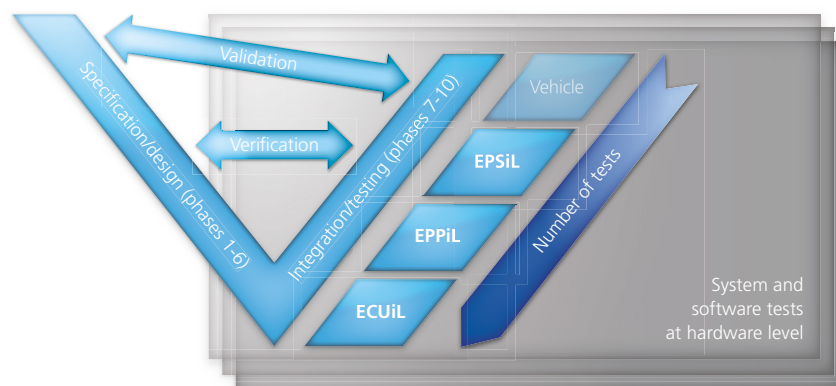 Validation
Specification/design (phases 1-6)
Verification
Integration/testing (phases 7-10)
Vehicle
EPSiL
EPPiL
ECUiL
Number of tests
System and
software tests
at hardware level